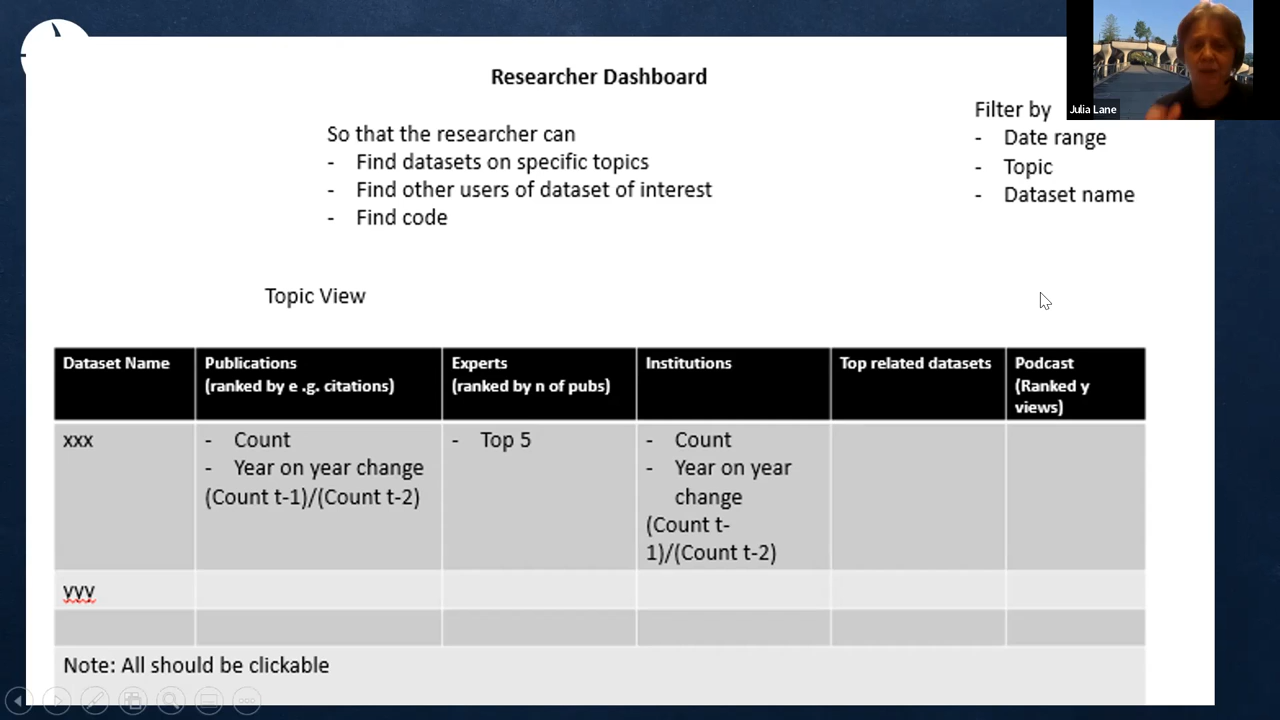 Researcher Dashboard
Julia Lane
So that the researcher can
- Find datasets on specific topics
- Find other users of dataset of interest
- Find code
Filter by
- Date range
- Topic
- Dataset name
Topic View
Dataset Name
Publications
(ranked by e .g. citations)
Experts
(ranked by n of pubs)
Institutions
Top related datasets
Podcast
(Ranked y
views)
xxx
- Count
- Year on year change
(Count t-1)/(Count t-2)
- Top 5
- Count
- Year on year
change
(Count t-
1)/(Count t-2)
yyy
Note: All should be clickable